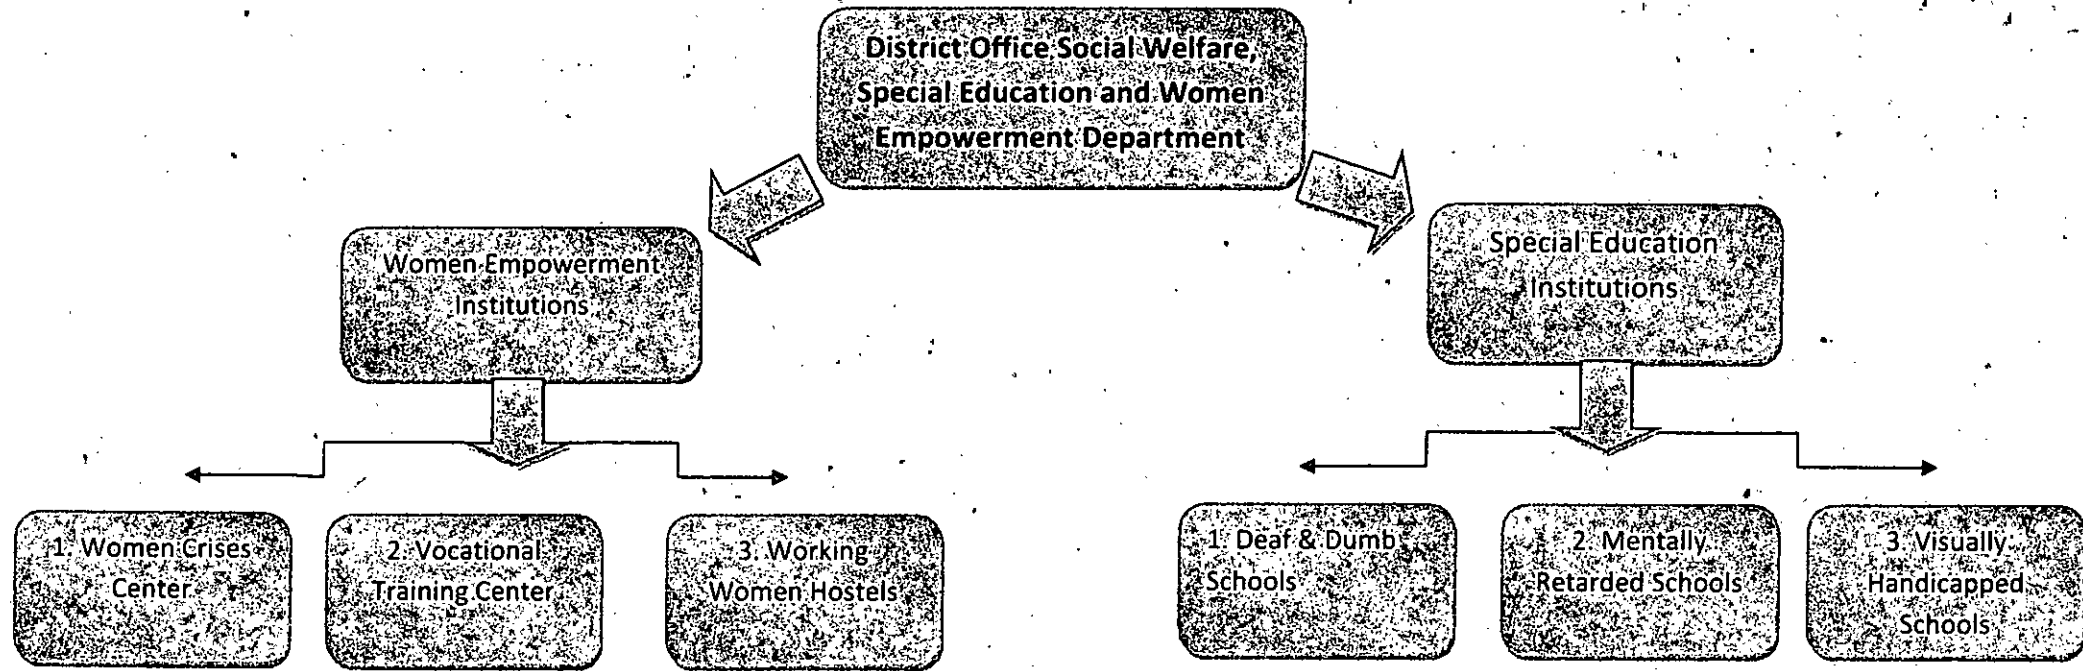 District Office Social Welfare,
Special Education and Women
Empowerment Department
Women Empowerment
Institutions
Special Education
Institutions
1. Women Crises
Center
2. Vocational
Training Center
3. Working
Women Hostels
1. Deaf & Dumb
Schools
2. Mentally
Retarded Schools
3. Visually
Handicapped
Schools